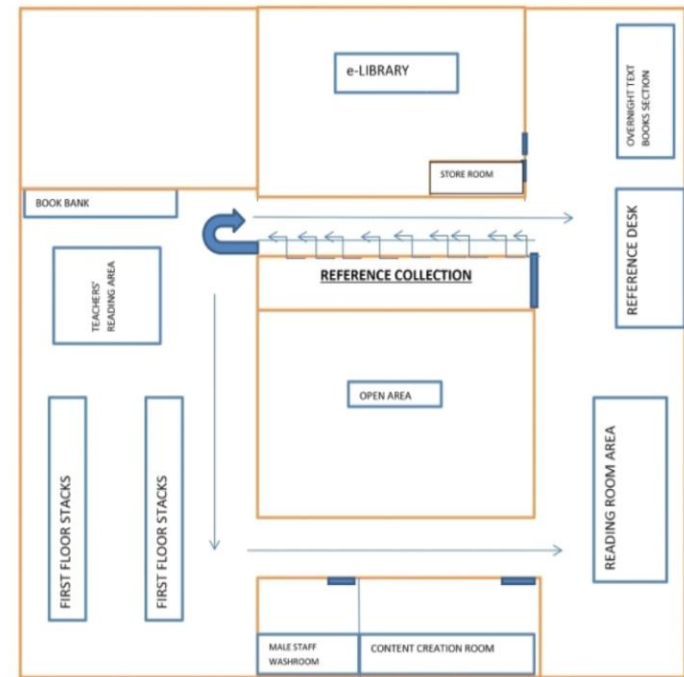 e-LIBRARY
OVERNIGHT TEXT
BOOKS SECTION
STORE ROOM
BOOK BANK
REFERENCE DESK
REFERENCE COLLECTION
TEACHERS'
READING AREA
OPEN AREA
FIRST FLOOR STACKS
FIRST FLOOR STACKS
READING ROOM AREA
MALE STAFF
WASHROOM
CONTENT CREATION ROOM